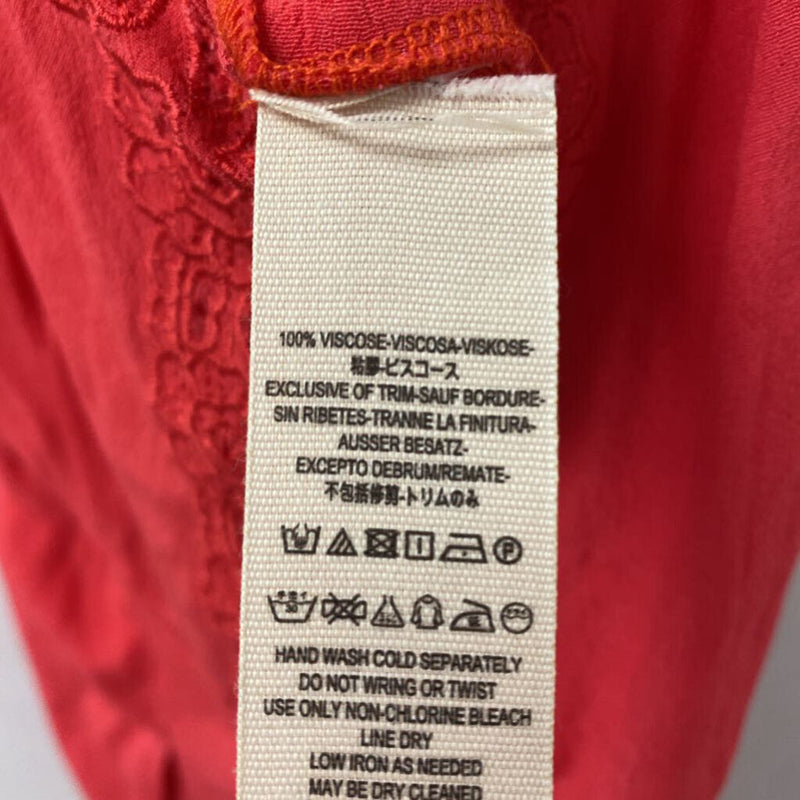 100% VISCOSE-VISCOSA-VISKOSE-
粘膠-ビスコース
EXCLUSIVE OF TRIM-SAUF BORDURE-
SIN RIBETES-TRANNE LA FINITURA-
AUSSER BESATZ-
EXCEPTO DEBRUM/REMATE-
不包括修剪-トリムのみ
HAND WASH COLD SEPARATELY
DO NOT WRING OR TWIST
USE ONLY NON-CHLORINE BLEACH
LINE DRY
LOW IRON AS NEEDED
MAY BE DRY CLEANED